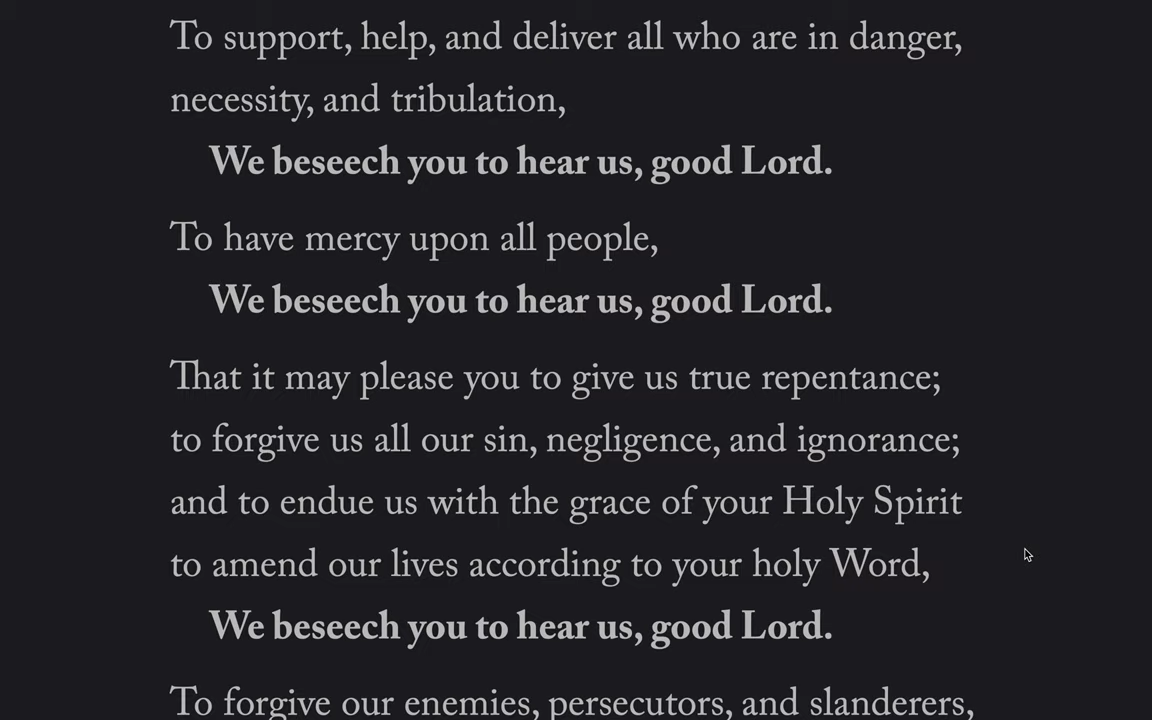 To support, help, and deliver all who are in danger,
necessity, and tribulation,
We beseech you to hear us, good Lord.
To have mercy upon all people,
We beseech you to hear us, good Lord.
That it may please you to give us true repentance;
to forgive us all our sin, negligence, and ignorance;
and to endue us with the grace of your Holy Spirit
to amend our lives according to your holy Word,
We beseech you to hear us, good Lord.
To forgive our enemies, persecutors, and slanderers,